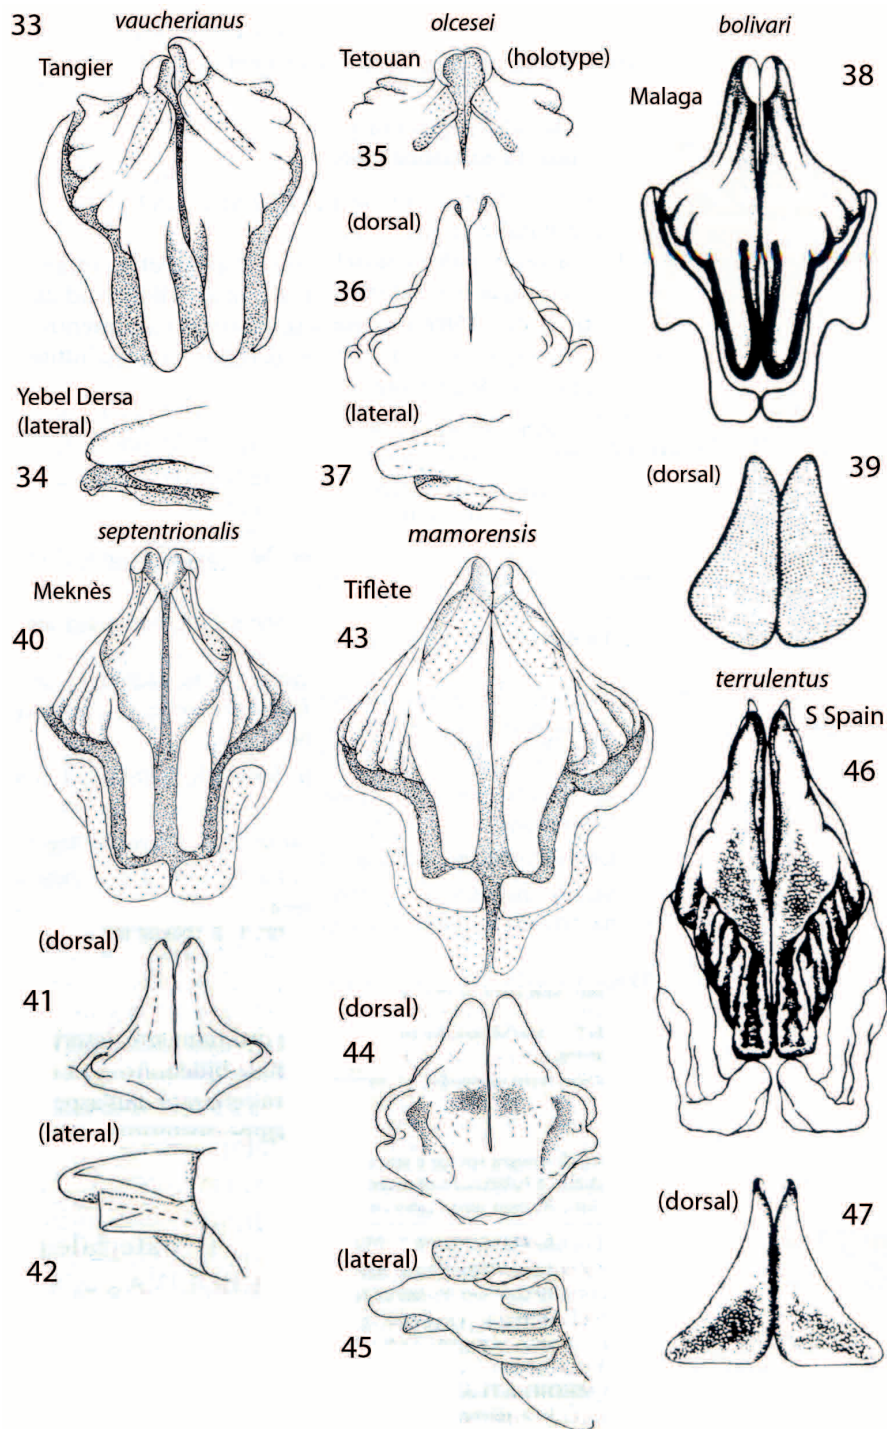 33
vaucherianus
Tangier
Yebel Dersa
(lateral)
34
olcesei
Tetouan
(holotype)
35
(dorsal)
36
(lateral)
37
bolivari
Malaga
38
(dorsal)
39
septentrionalis
Meknès
40
(dorsal)
41
(lateral)
42
mamorensis
Tiflète
43
(dorsal)
44
(lateral)
45
terrulentus
S Spain
46
(dorsal)
47